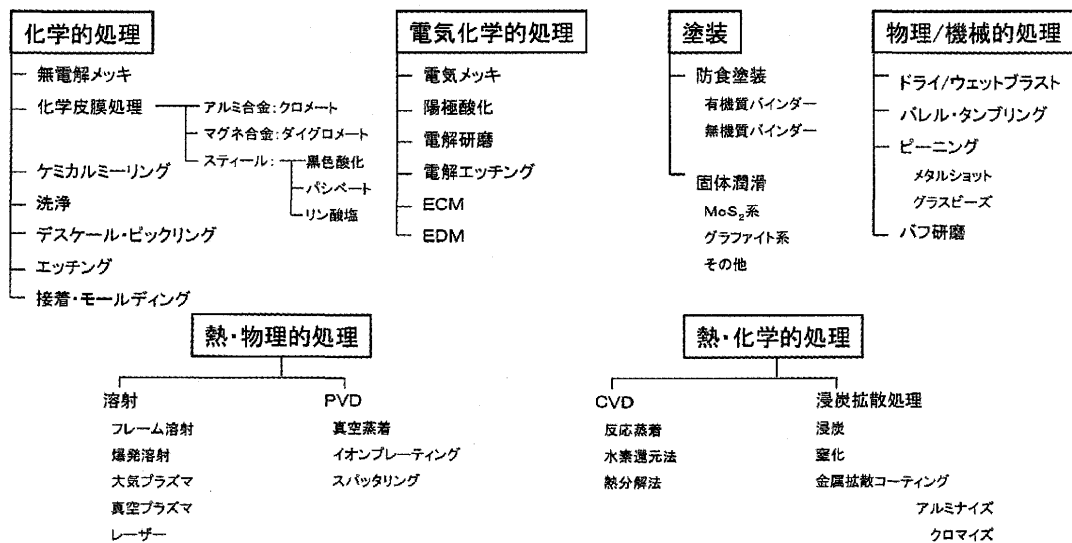 化学的処理
無電解メッキ
化学皮膜処理
アルミ合金:クロメート
マグネ合金:ダイグロメート
スティール:
黒色酸化
パシベート
リン酸塩
ケミカルミーリング
洗浄
デスケール・ピックリング
エッチング
接着・モールディング
電気化学的処理
電気メッキ
陽極酸化
電解研磨
電解エッチング
ECM
EDM
塗装
防食塗装
有機質バインダー
無機質バインダー
固体潤滑
MoS₂系
グラファイト系
その他
物理/機械的処理
ドライ/ウェットブラスト
バレル・タンブリング
ピーニング
メタルショット
グラスビーズ
バフ研磨
熱・物理的処理
溶射
フレーム溶射
爆発溶射
大気プラズマ
真空プラズマ
レーザー
PVD
真空蒸着
イオンプレーティング
スパッタリング
熱・化学的処理
CVD
反応蒸着
水素還元法
熱分解法
浸炭拡散処理
浸炭
窒化
金属拡散コーティング
アルミナイズ
クロマイズ